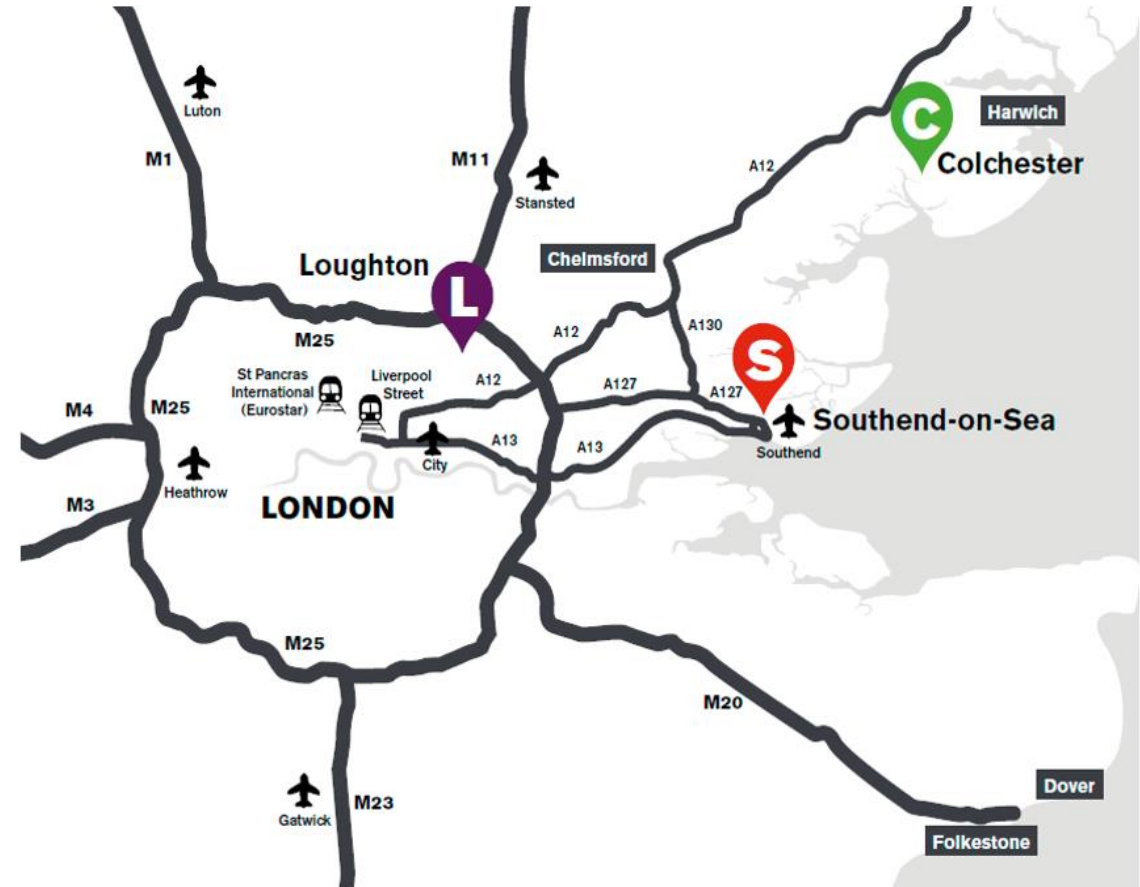 Luton
M1
M11
Stansted
A12
C
Harwich
Colchester
Loughton
L
Chelmsford
M25
A12
A130
S
St Pancras
International
(Eurostar)
Liverpool
Street
A12
A127
A127
M4
M25
Southend-on-Sea
Southend
A13
A13
City
Heathrow
M3
LONDON
M25
M20
M23
Gatwick
Dover
Folkestone